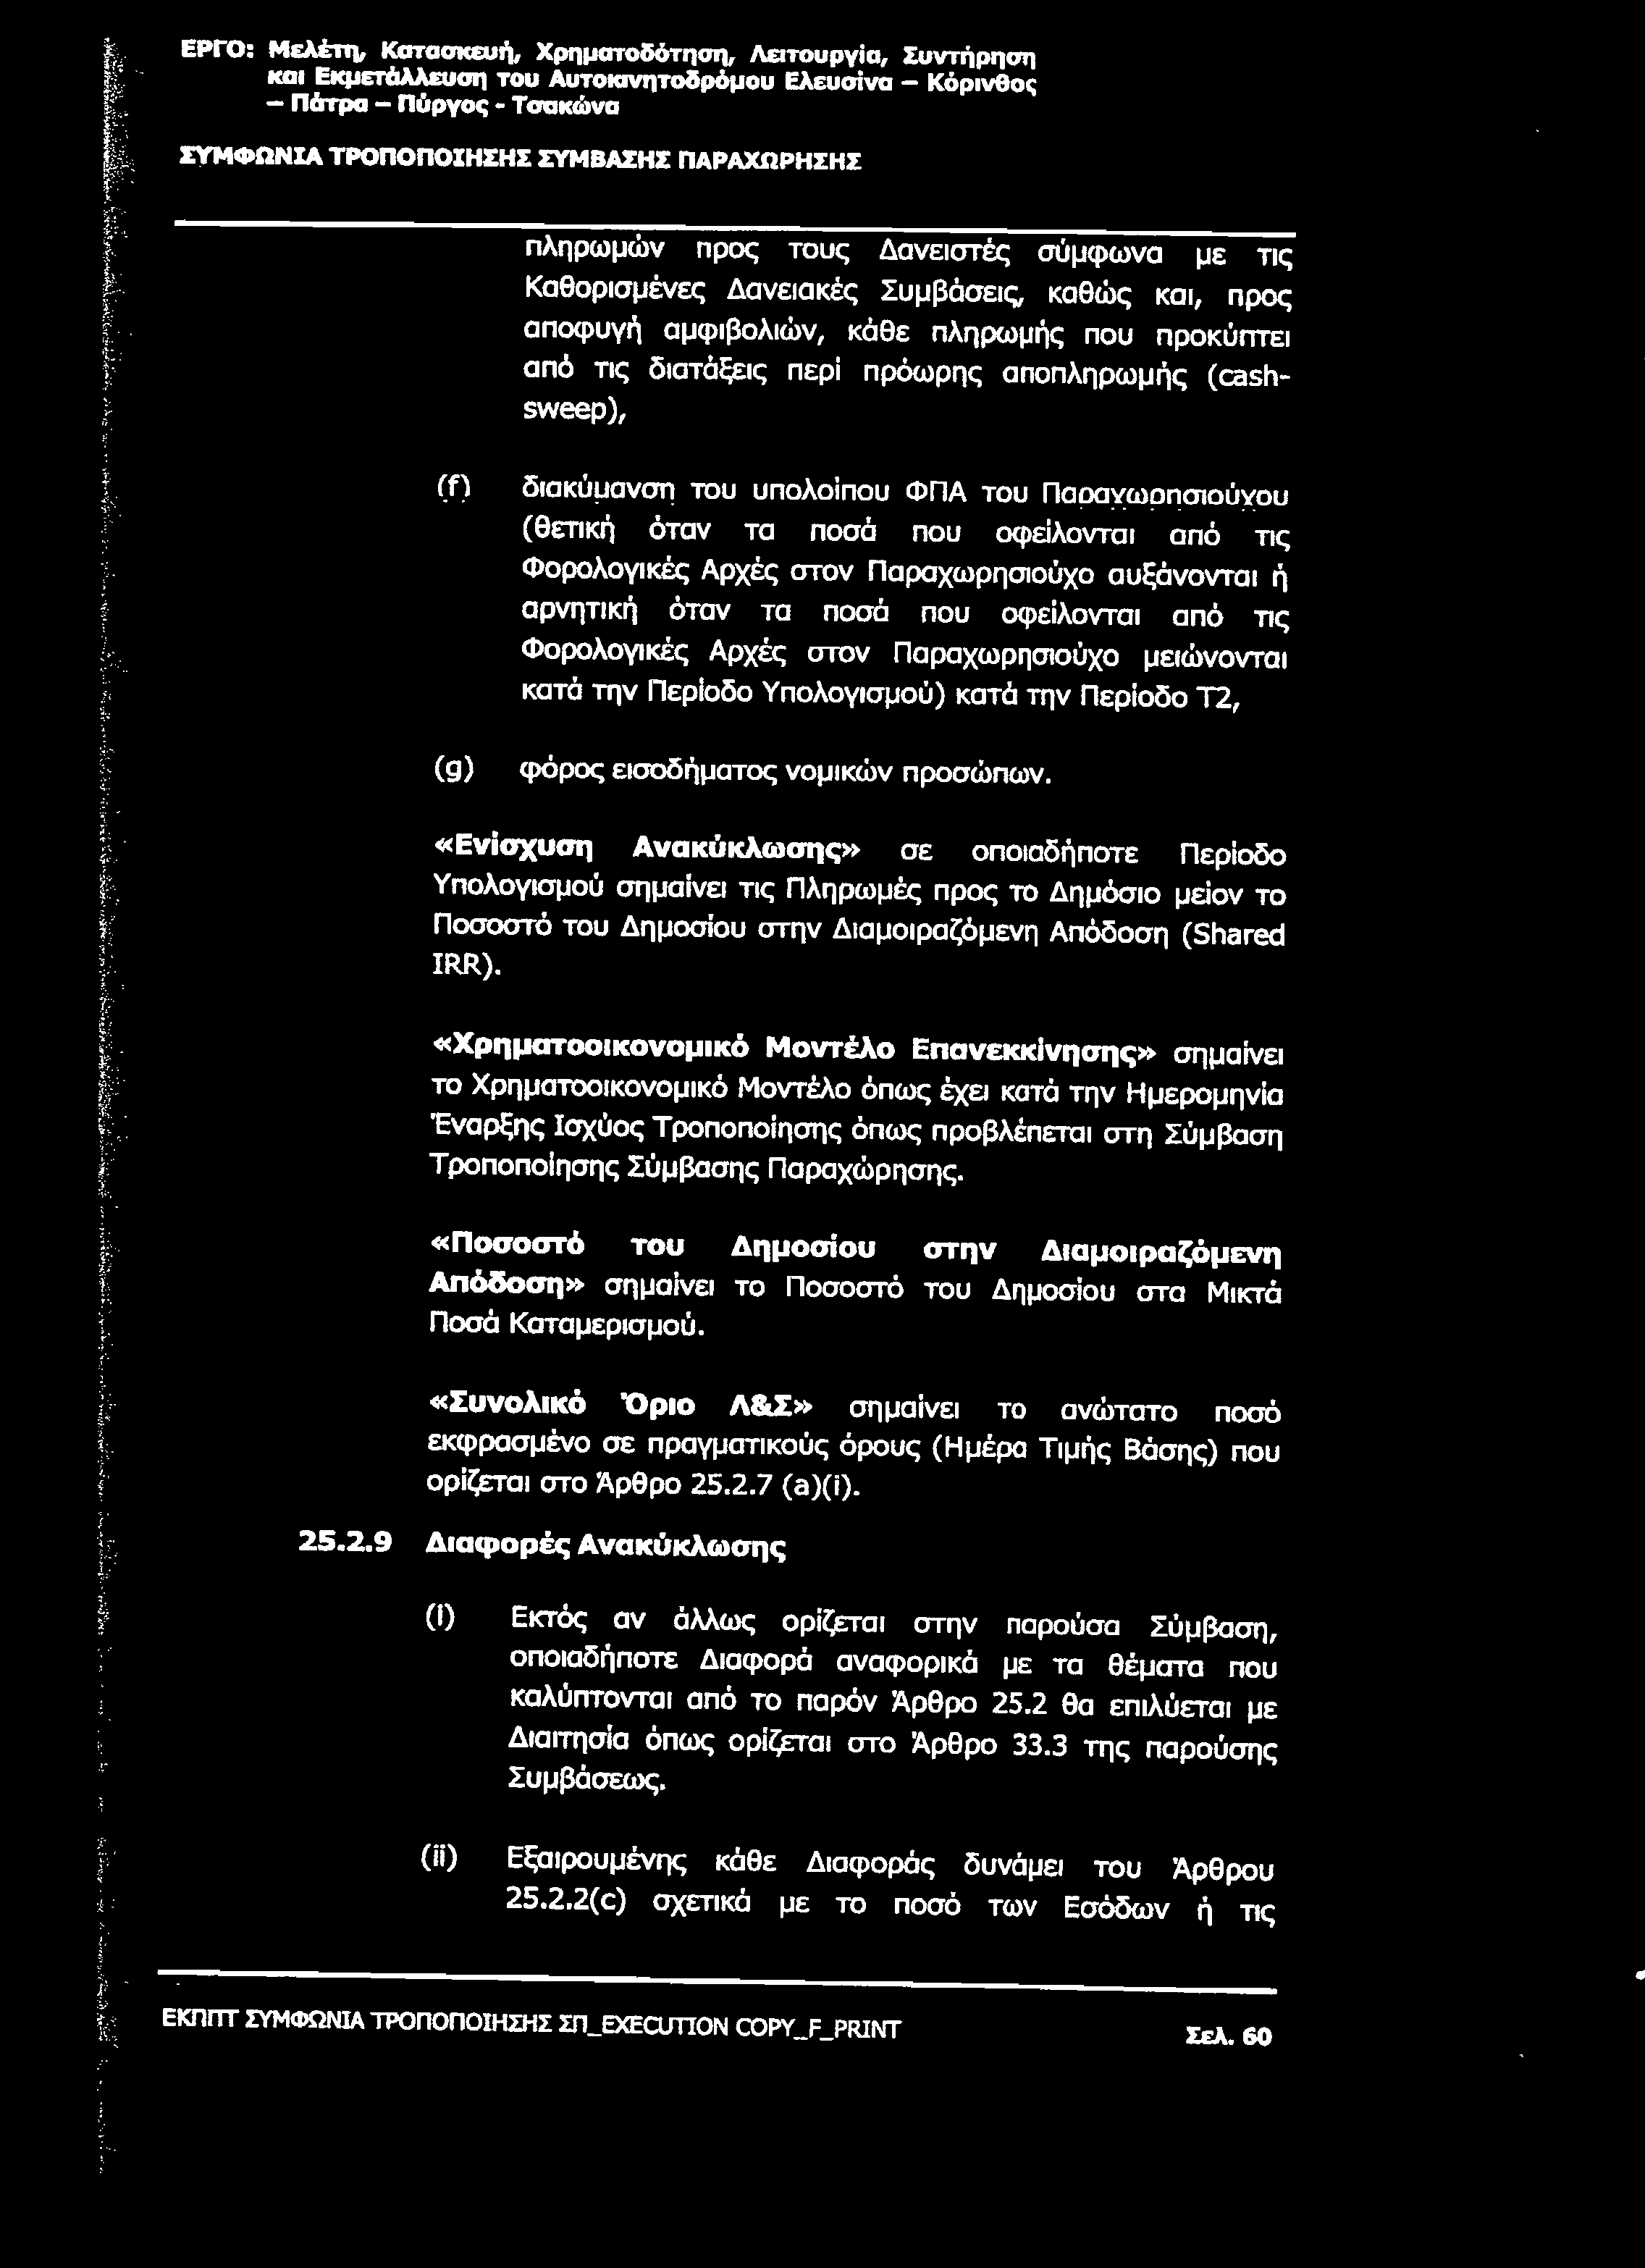 ΕΡΓΟ: Μελέτη, Κατασκευή, Χρηματοδότηση, Λειτουργία, Συντήρηση
και Εκμετάλλευση του Αυτοκινητοδρόμου Ελευσίνα – Κόρινθος
– Πάτρα – Πύργος - Τσακώνα
ΣΥΜΦΩΝΙΑ ΤΡΟΠΟΠΟΙΗΣΗΣ ΣΥΜΒΑΣΗΣ ΠΑΡΑΧΩΡΗΣΗΣ
πληρωμών προς τους Δανειστές σύμφωνα με τις
Καθορισμένες Δανειακές Συμβάσεις, καθώς και, προς
αποφυγή αμφιβολιών, κάθε πληρωμής που προκύπτει
από τις διατάξεις περί πρόωρης αποπληρωμής (cash-
sweep),
(f) διακύμανση του υπολοίπου ΦΠΑ του Παραχωρησιούχου
(θετική όταν τα ποσά που οφείλονται από τις
Φορολογικές Αρχές στον Παραχωρησιούχο αυξάνονται ή
αρνητική όταν τα ποσά που οφείλονται από τις
Φορολογικές Αρχές στον Παραχωρησιούχο μειώνονται
κατά την Περίοδο Υπολογισμού) κατά την Περίοδο Τ2,
(g) φόρος εισοδήματος νομικών προσώπων.
«Ενίσχυση Ανακύκλωσης» σε οποιαδήποτε Περίοδο
Υπολογισμού σημαίνει τις Πληρωμές προς το Δημόσιο μείον το
Ποσοστό του Δημοσίου στην Διαμοιραζόμενη Απόδοση (Shared
IRR).
«Χρηματοοικονομικό Μοντέλο Επανεκκίνησης» σημαίνει
το Χρηματοοικονομικό Μοντέλο όπως έχει κατά την Ημερομηνία
Έναρξης Ισχύος Τροποποίησης όπως προβλέπεται στη Σύμβαση
Τροποποίησης Σύμβασης Παραχώρησης.
«Ποσοστό του Δημοσίου στην Διαμοιραζόμενη
Απόδοση» σημαίνει το Ποσοστό του Δημοσίου στα Μικτά
Ποσά Καταμερισμού.
«Συνολικό Όριο Λ&Σ» σημαίνει το ανώτατο ποσό
εκφρασμένο σε πραγματικούς όρους (Ημέρα Τιμής Βάσης) που
ορίζεται στο Άρθρο 25.2.7 (a)(i).
25.2.9 Διαφορές Ανακύκλωσης
(i) Εκτός αν άλλως ορίζεται στην παρούσα Σύμβαση,
οποιαδήποτε Διαφορά αναφορικά με τα θέματα που
καλύπτονται από το παρόν Άρθρο 25.2 θα επιλύεται με
Διαιτησία όπως ορίζεται στο Άρθρο 33.3 της παρούσης
Συμβάσεως.
(ii) Εξαιρουμένης κάθε Διαφοράς δυνάμει του Άρθρου
25.2.2(c) σχετικά με το ποσό των Εσόδων ή τις
ΕΚΠΠΤ ΣΥΜΦΩΝΙΑ ΤΡΟΠΟΠΟΙΗΣΗΣ ΣΠ_EXECUTION COPY_F_PRINT Σελ. 60